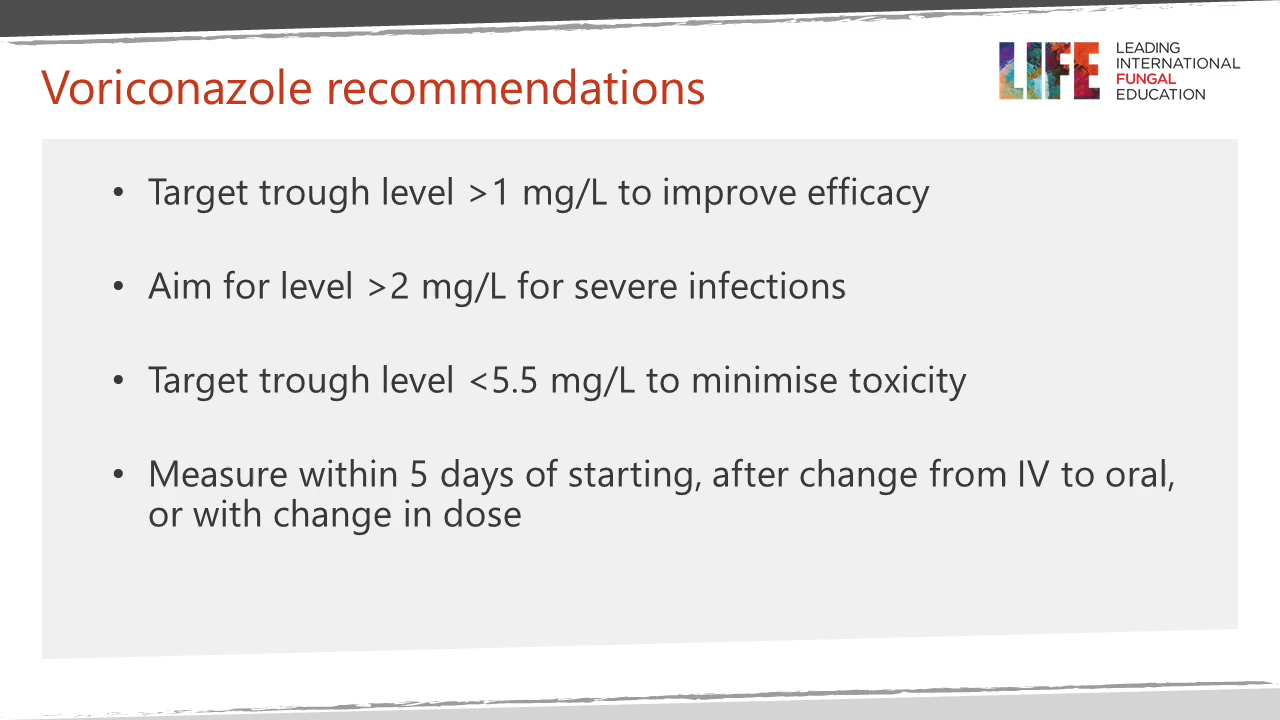 Voriconazole recommendations
LIFE
LEADING
INTERNATIONAL
FUNGAL
EDUCATION
• Target trough level >1 mg/L to improve efficacy
• Aim for level >2 mg/L for severe infections
• Target trough level <5.5 mg/L to minimise toxicity
• Measure within 5 days of starting, after change from IV to oral,
or with change in dose